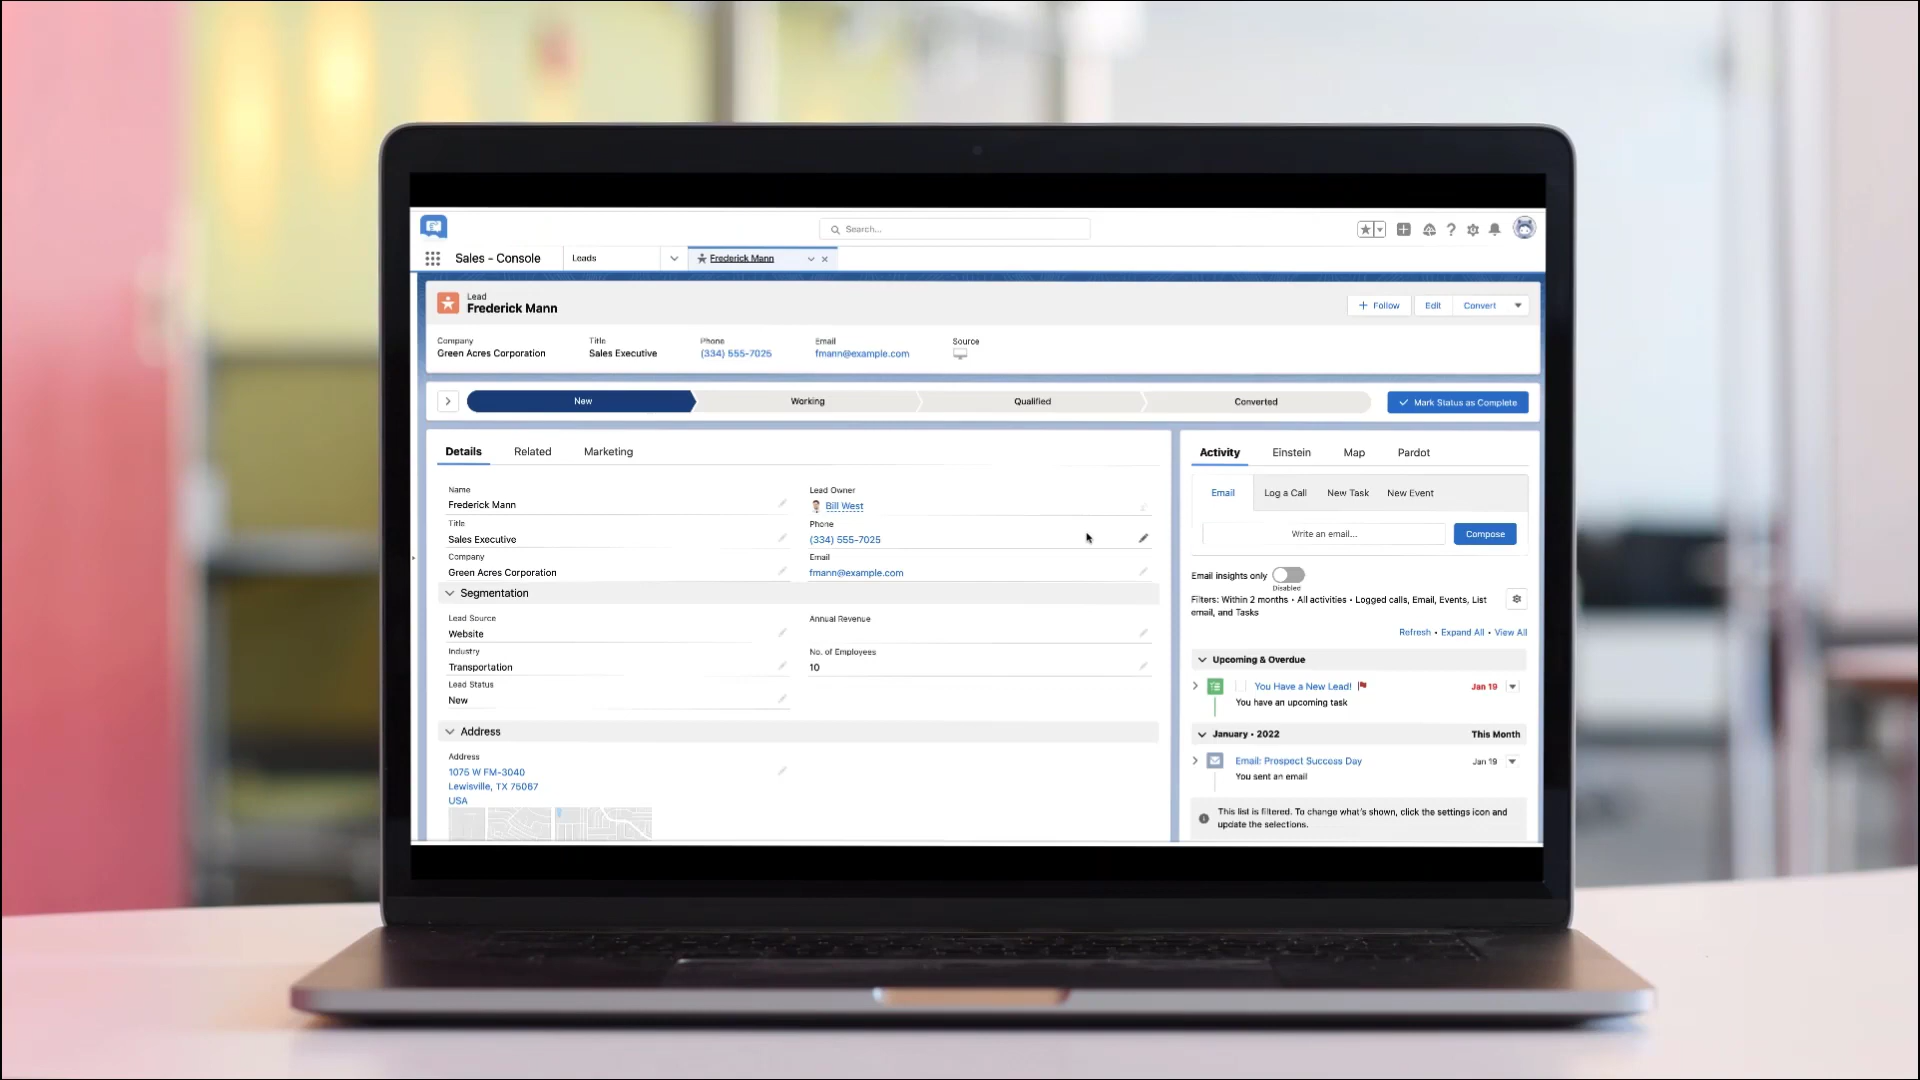 Search...
Sales - Console
Leads
Frederick Mann
Lead
Frederick Mann
Follow
Edit
Convert
Company
Green Acres Corporation
Title
Sales Executive
Phone
(334) 555-7025
Email
fmann@example.com
Source
New
Working
Qualified
Converted
Mark Status as Complete
Details
Related
Marketing
Name
Frederick Mann
Title
Sales Executive
Company
Green Acres Corporation
Lead Owner
Bill West
Phone
(334) 555-7025
Email
fmann@example.com
Segmentation
Lead Source
Website
Industry
Transportation
Lead Status
New
Annual Revenue
No. of Employees
10
Address
Address
1075 W FM-3040
Lewisville, TX 75067
USA
Activity
Einstein
Map
Pardot
Email
Log a Call
New Task
New Event
Write an email...
Compose
Email insights only
Disabled
Filters: Within 2 months • All activities • Logged calls, Email, Events, List
email, and Tasks
Refresh • Expand All • View All
Upcoming & Overdue
You Have a New Lead!
Jan 19
You have an upcoming task
January • 2022
This Month
Email: Prospect Success Day
Jan 19
You sent an email
This list is filtered. To change what's shown, click the settings icon and
update the selections.